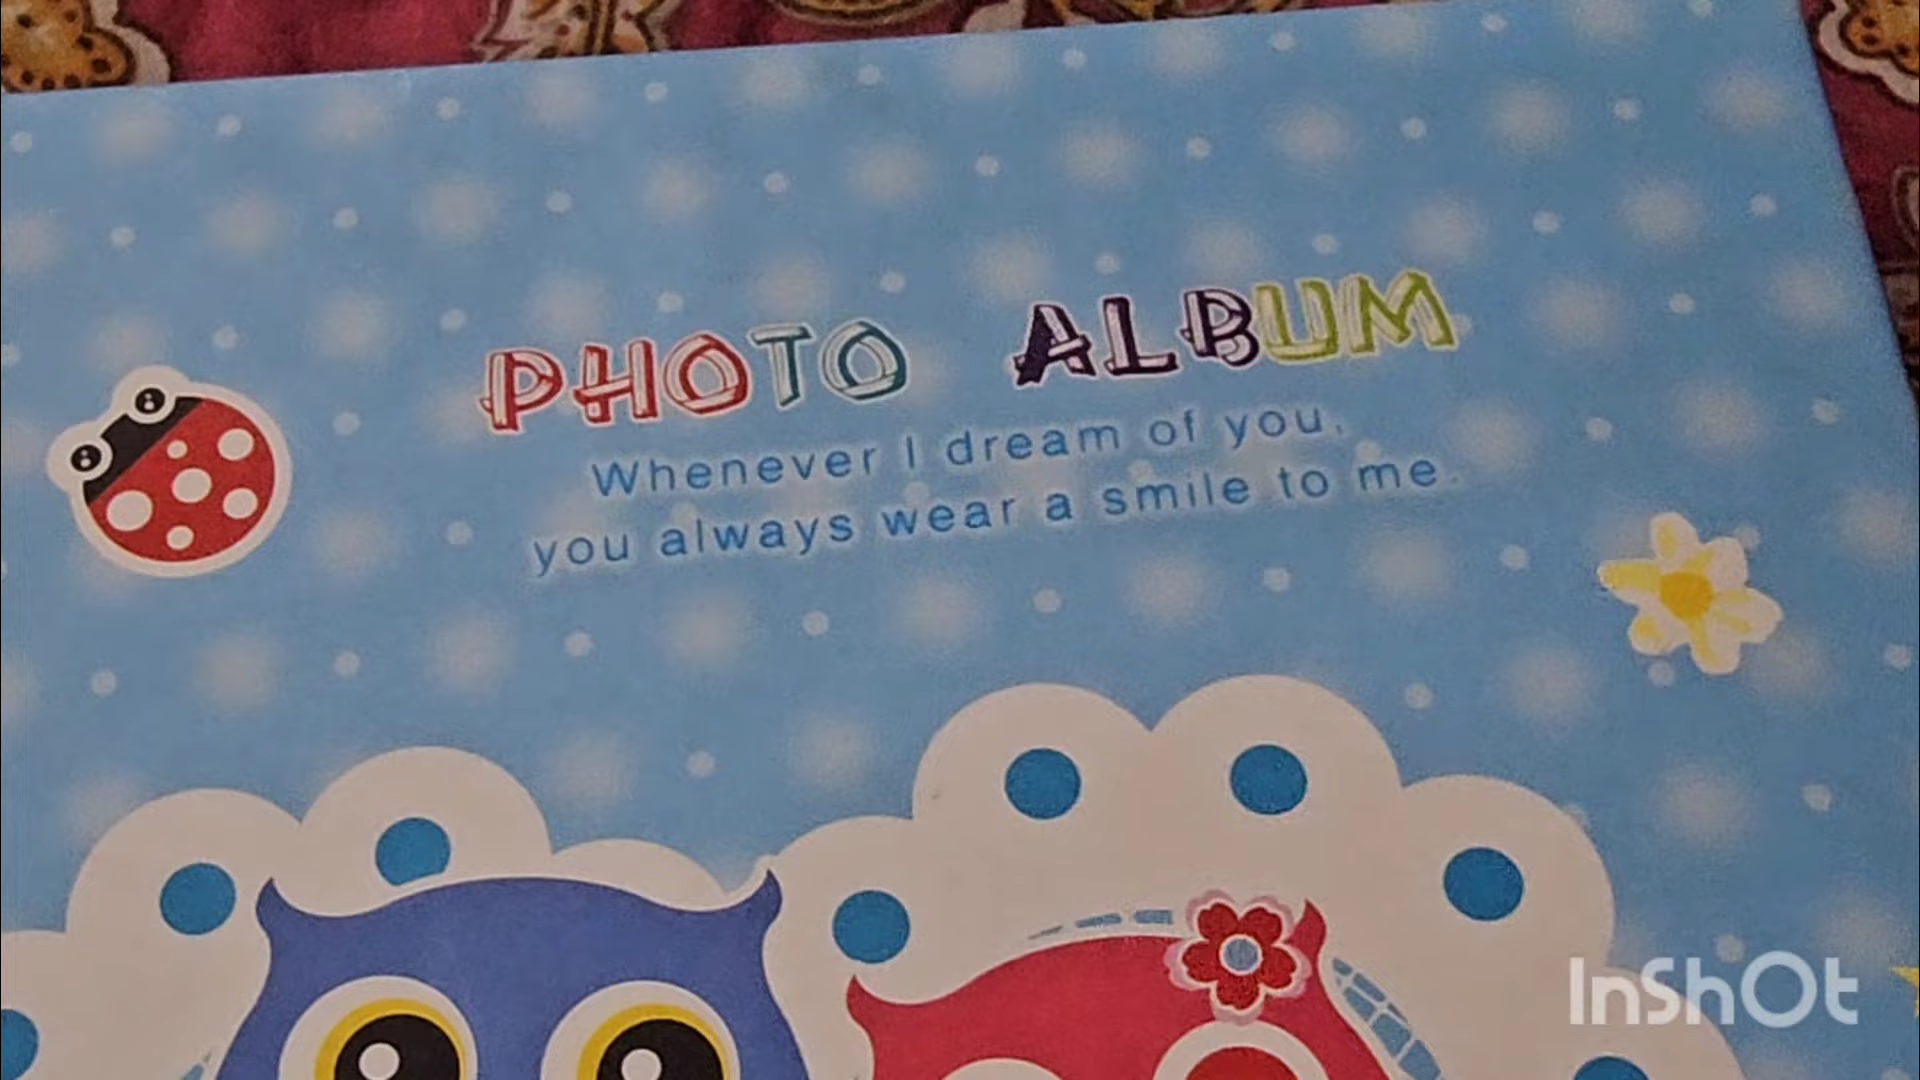 PHOTO ALBUM
Whenever I dream of you,
you always wear a smile to me.
InShOt